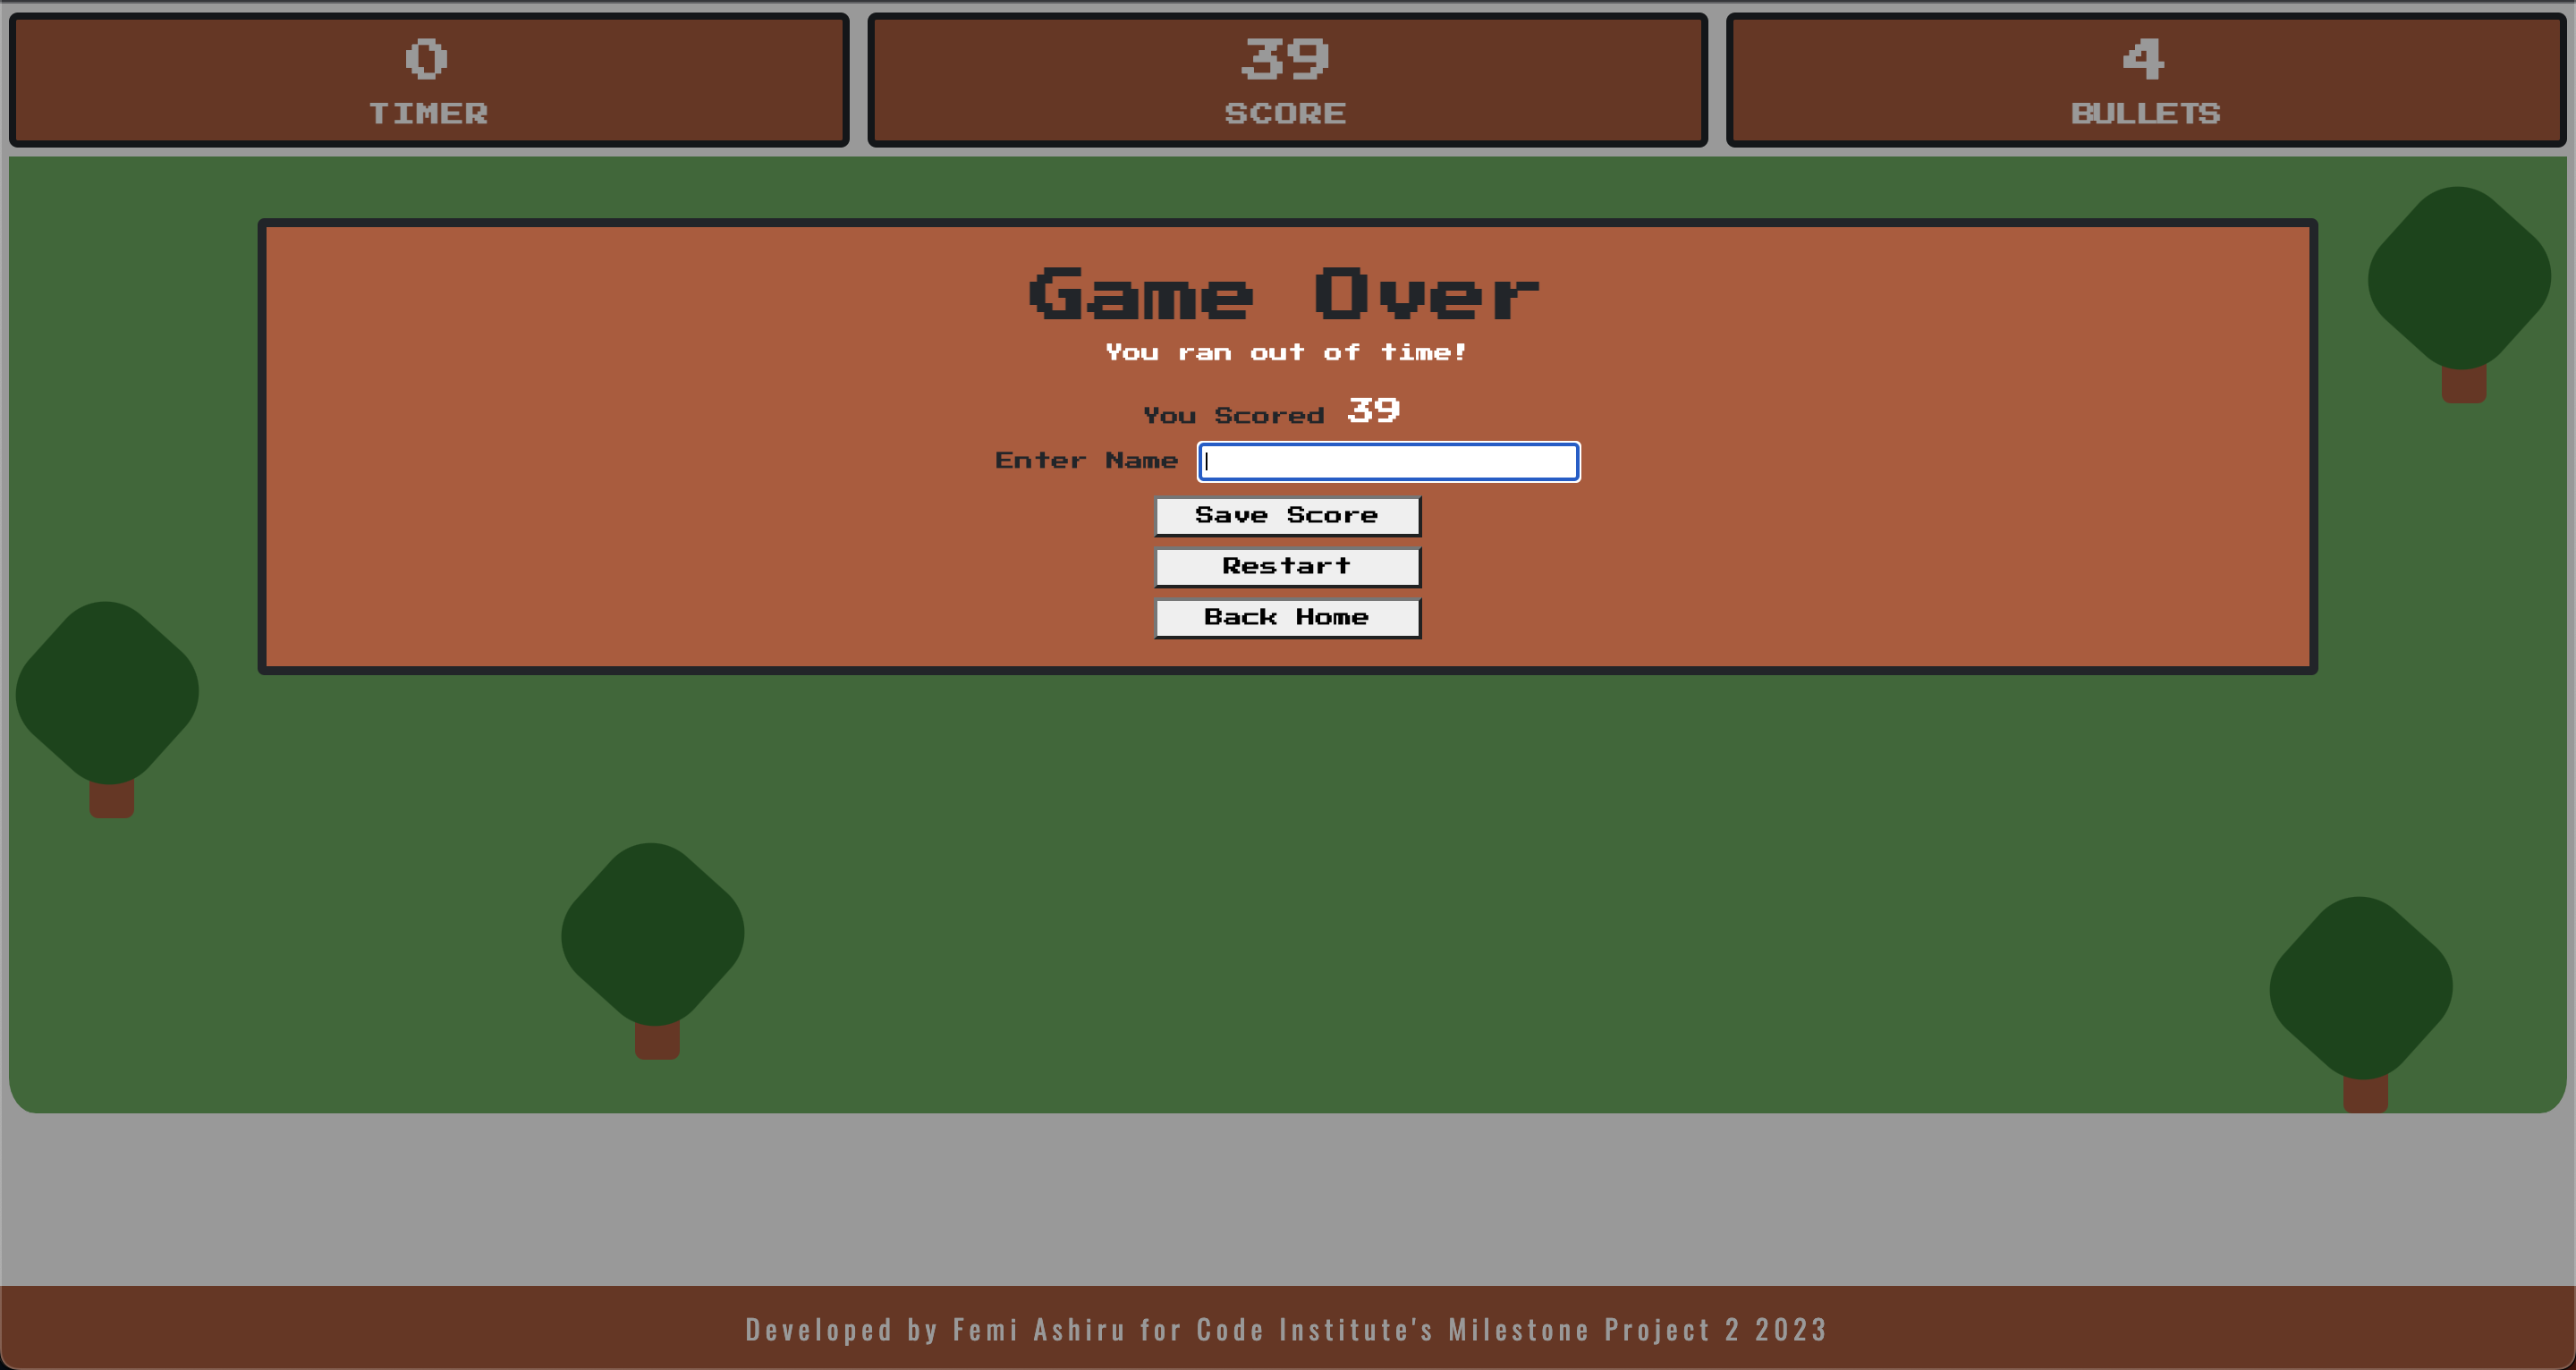 0
TIMER
39
SCORE
4
BULLETS
Game Over
You ran out of time!
You Scored 39
Enter Name
Save Score
Restart
Back Home
Developed by Femi Ashiru for Code Institute's Milestone Project 2 2023